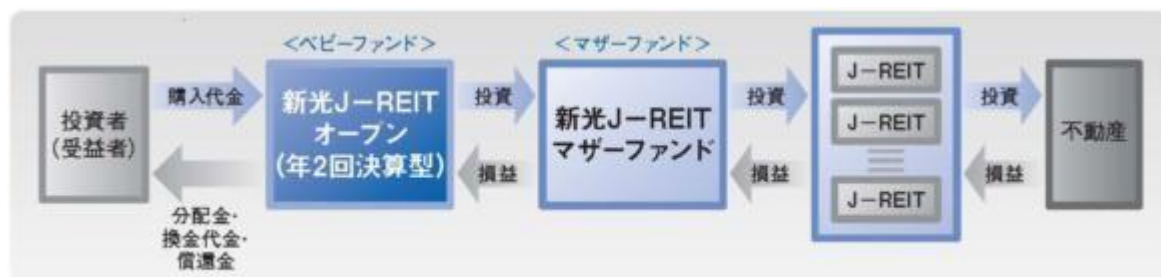 <ベビーファンド>
<マザーファンド>
投資者
(受益者)
購入代金
分配金・
換金代金・
償還金
新光J-REIT
オープン
(年2回決算型)
投資
損益
新光J-REIT
マザーファンド
投資
損益
J-REIT
J-REIT
J-REIT
投資
損益
不動産